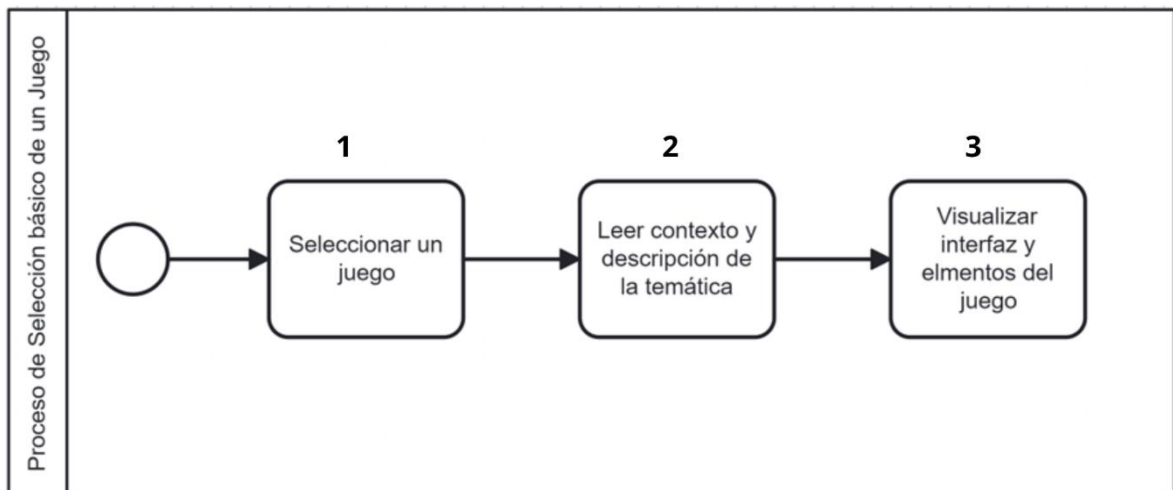 Proceso de Selección básico de un Juego
1
2
3
Seleccionar un
juego
Leer contexto y
descripción de
la temática
Visualizar
interfaz y
elmentos del
juego